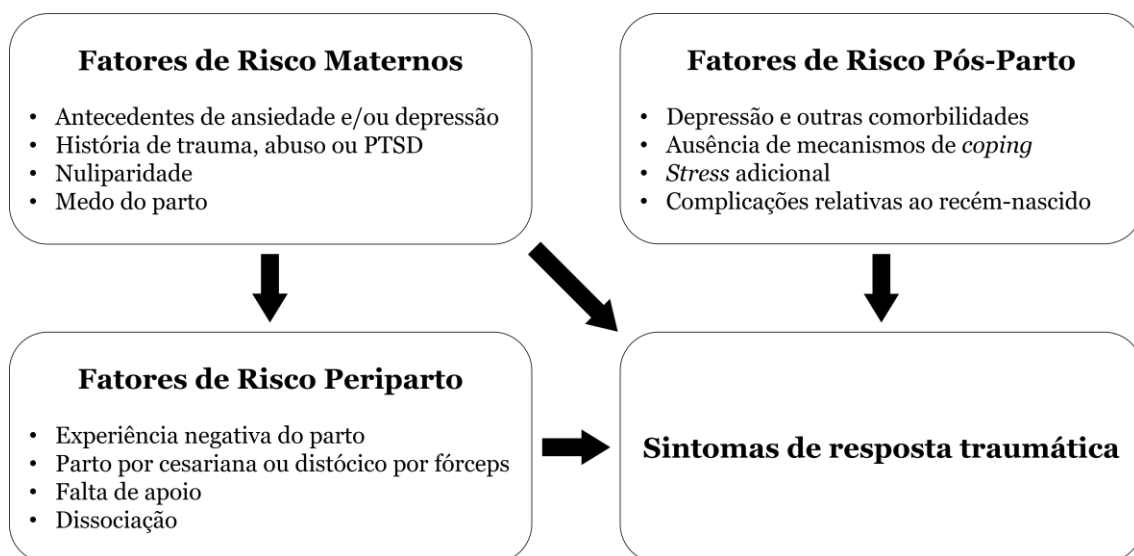 Fatores de Risco Maternos
• Antecedentes de ansiedade e/ou depressão
• História de trauma, abuso ou PTSD
• Nuliparidade
• Medo do parto
Fatores de Risco Pós-Parto
• Depressão e outras comorbilidades
• Ausência de mecanismos de coping
• Stress adicional
• Complicações relativas ao recém-nascido
Fatores de Risco Periparto
• Experiência negativa do parto
• Parto por cesariana ou distócico por fórceps
• Falta de apoio
• Dissociação
Sintomas de resposta traumática